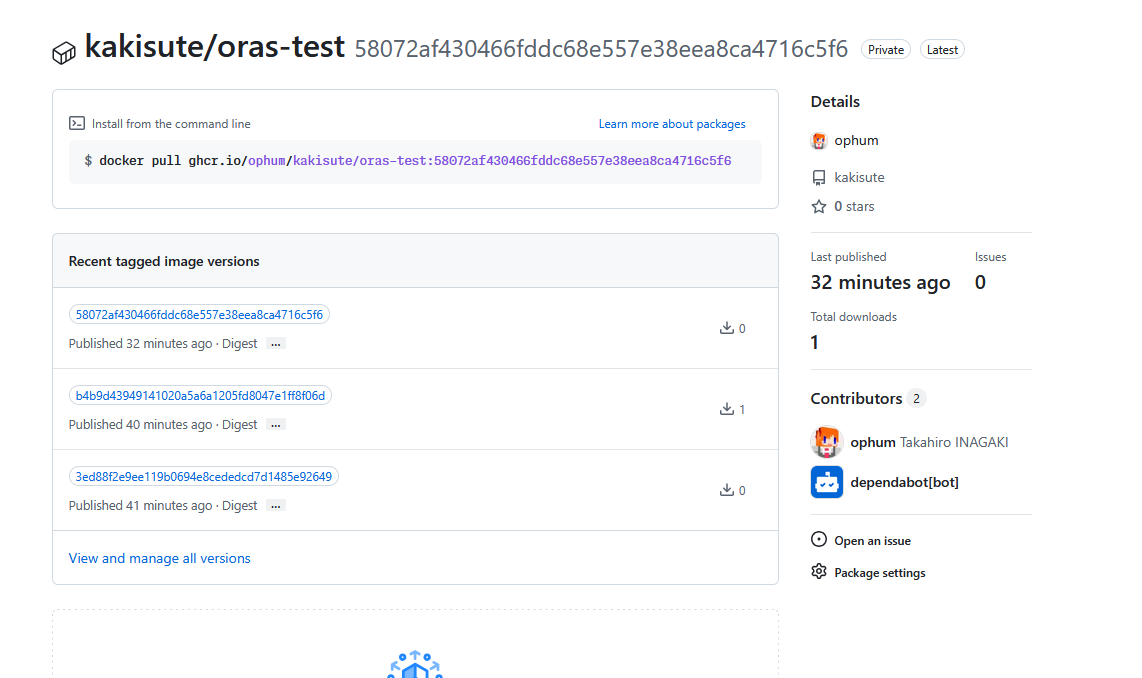 kakisute/oras-test 58072af430466fddc68e557e38eea8ca4716c5f6 Private Latest
Install from the command line
Learn more about packages
$ docker pull ghcr.io/ophum/kakisute/oras-test:58072af430466fddc68e557e38eea8ca4716c5f6
Recent tagged image versions
58072af430466fddc68e557e38eea8ca4716c5f6
Published 32 minutes ago · Digest ...
0
b4b9d43949141020a5a6a1205fd8047e1ff8f06d
Published 40 minutes ago · Digest ...
1
3ed88f2e9ee119b0694e8cededcd7d1485e92649
Published 41 minutes ago · Digest ...
0
View and manage all versions
Details
ophum
kakisute
0 stars
Last published
32 minutes ago
Issues
0
Total downloads
1
Contributors 2
ophum Takahiro INAGAKI
dependabot[bot]
Open an issue
Package settings